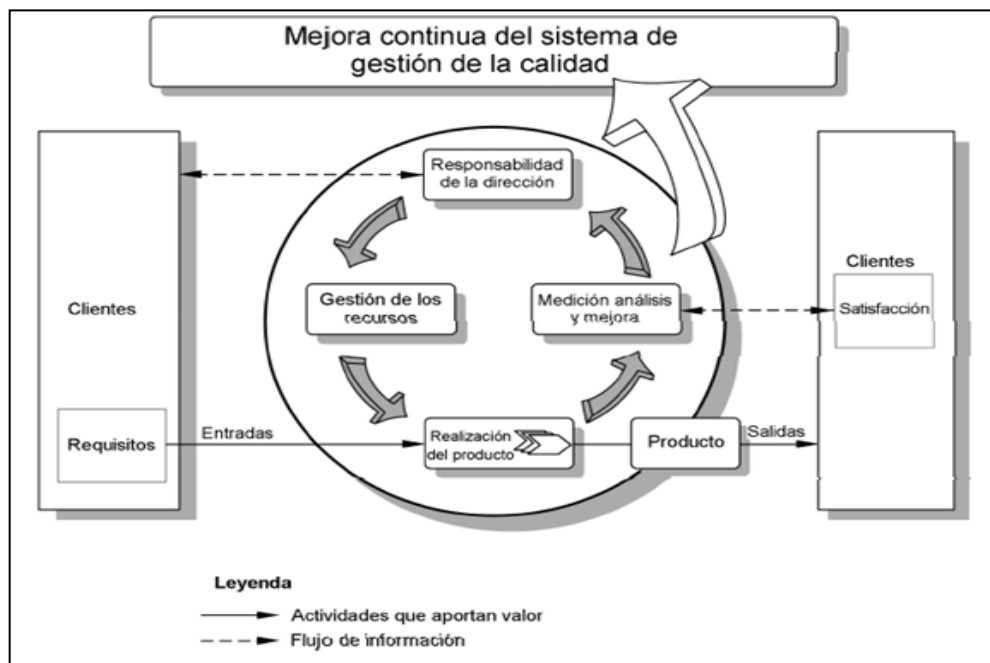 Mejora continua del sistema de
gestión de la calidad
Responsabilidad
de la dirección
Clientes
Gestión de los
recursos
Medición análisis
y mejora
Clientes
Satisfacción
Requisitos
Entradas
Realización
del producto
Producto
Salidas
Leyenda
Actividades que aportan valor
Flujo de información